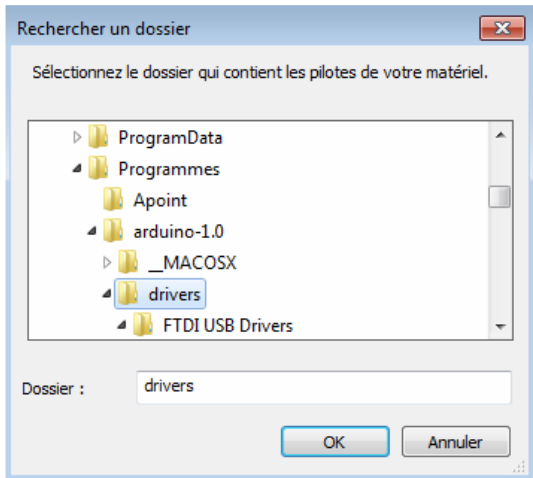 Rechercher un dossier
Sélectionnez le dossier qui contient les pilotes de votre matériel.
ProgramData
Programmes
Apoint
arduino-1.0
__MACOSX
drivers
FTDI USB Drivers
Dossier : drivers
OK Annuler